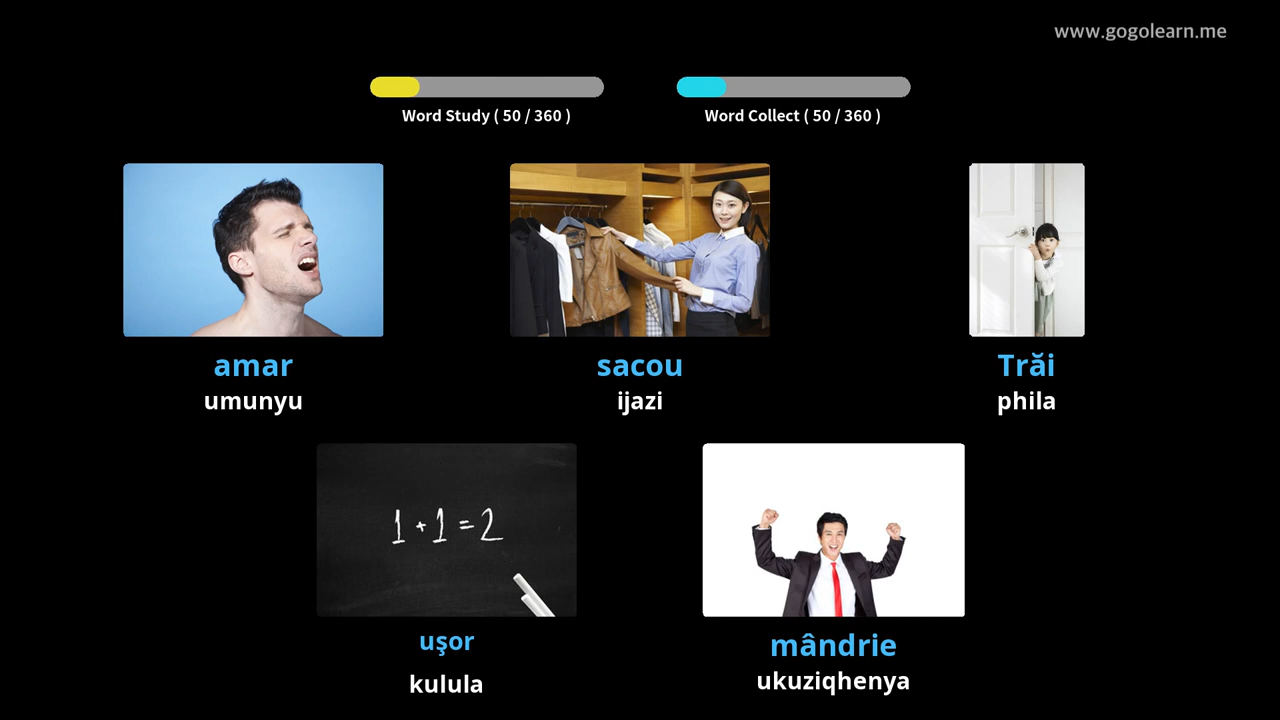 www.gogolearn.me
Word Study ( 50 / 360 )
Word Collect ( 50 / 360 )
amar
umunyu
sacou
ijazi
Trăi
phila
1 + 1 = 2
uşor
kulula
mândrie
ukuziqhenya